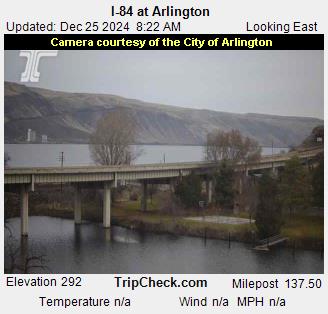 I-84 at Arlington
Updated: Dec 25 2024 8:22 AM Looking East
Camera courtesy of the City of Arlington
Elevation 292 TripCheck.com Milepost 137.50
Temperature n/a Wind n/a MPH n/a